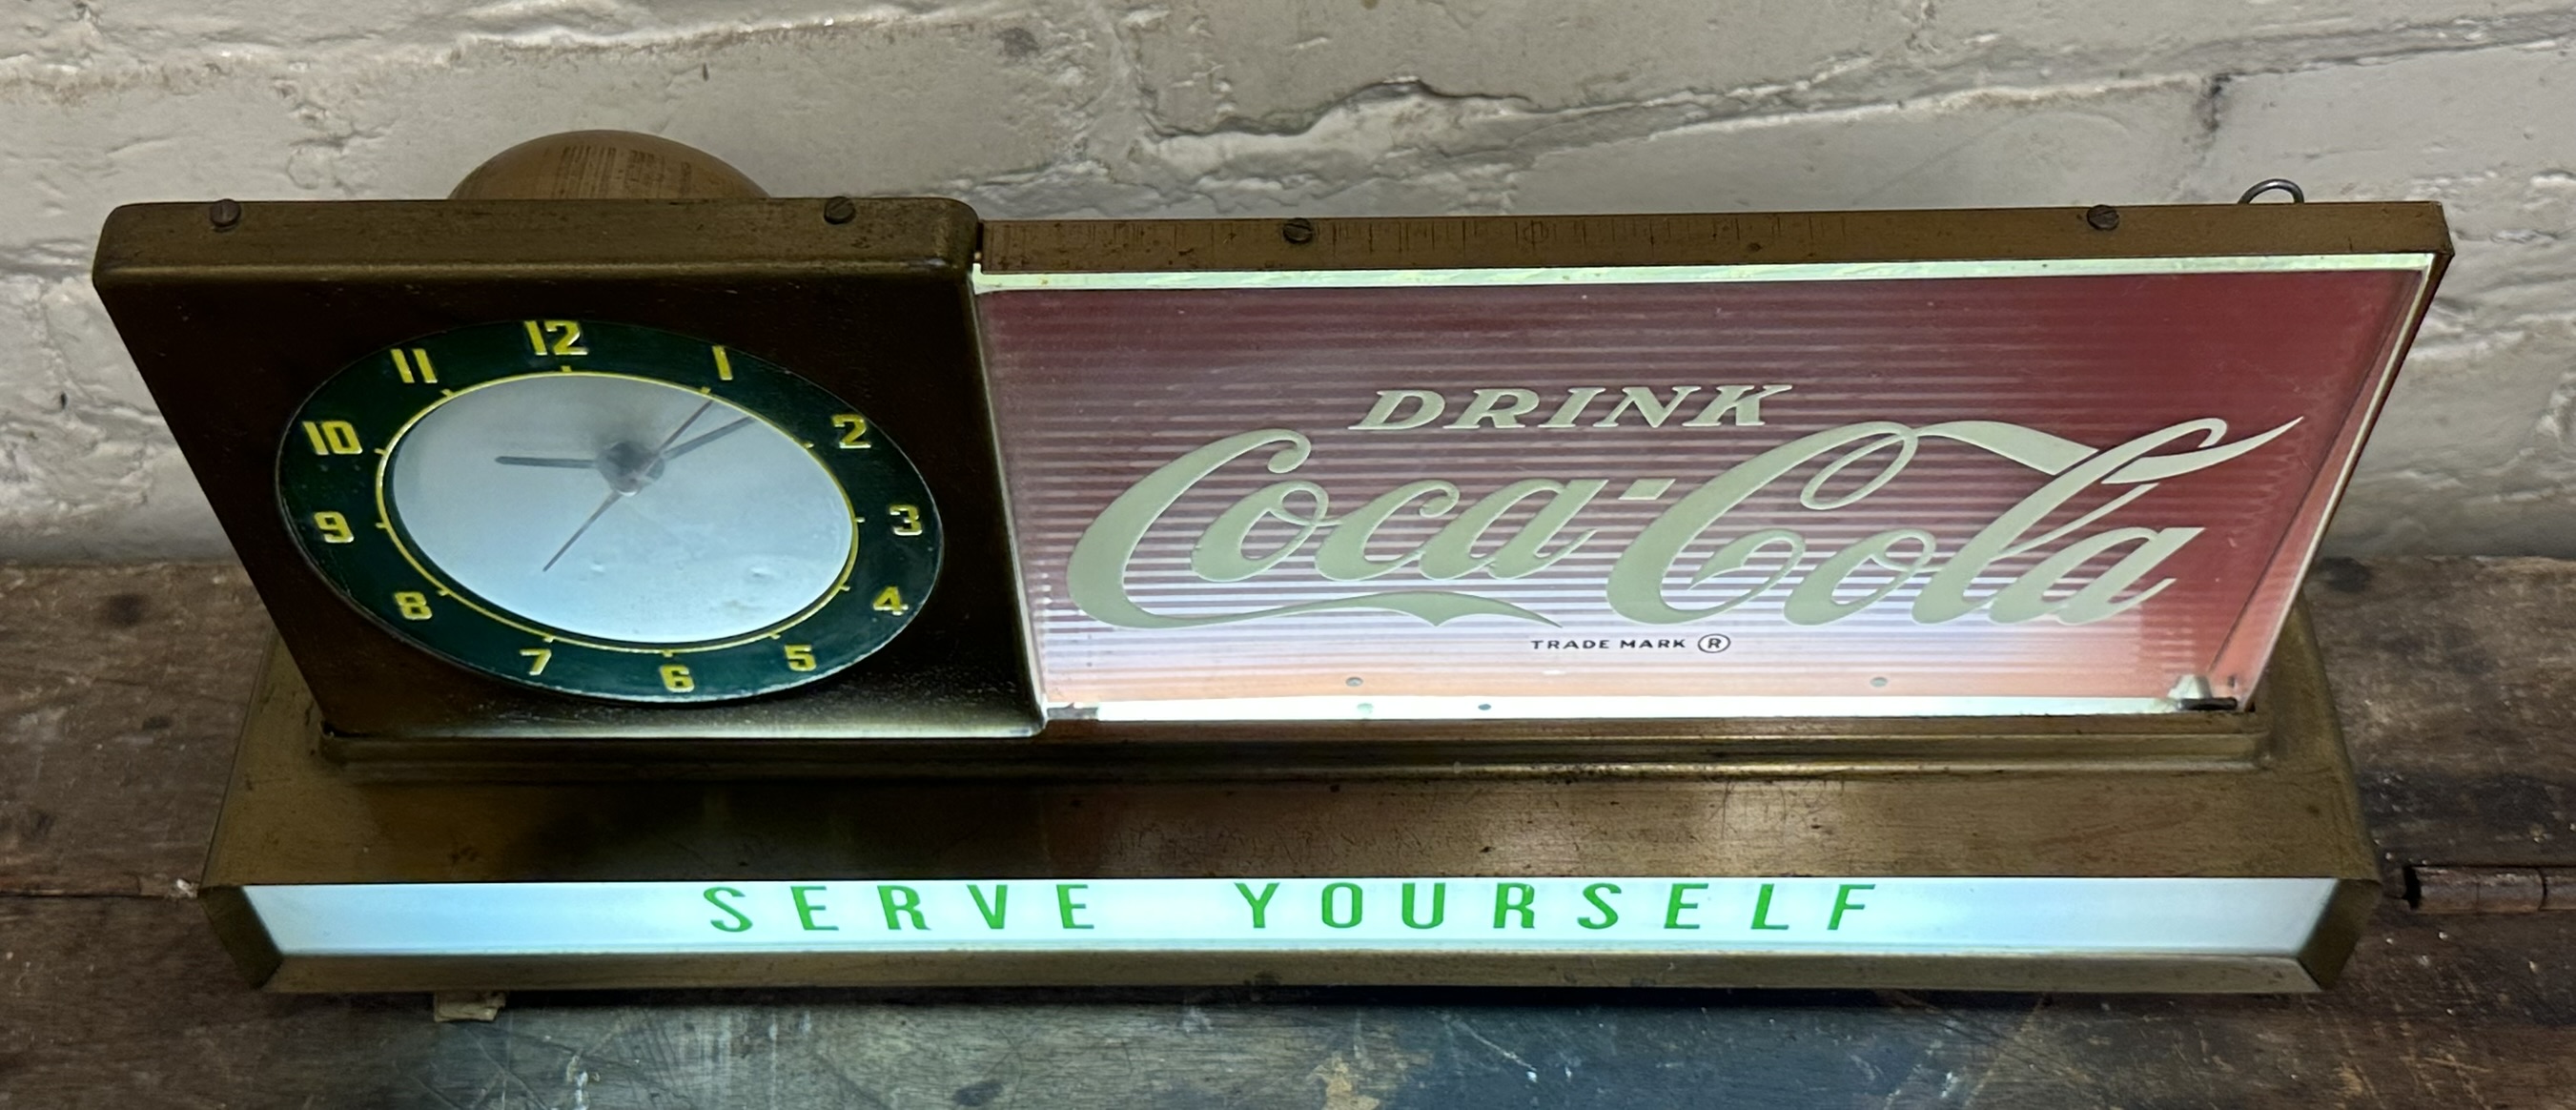 12
11 1
10 2
9 3
8 4
7 5
6
DRINK
Coca-Cola
TRADE MARK ®
SERVE YOURSELF